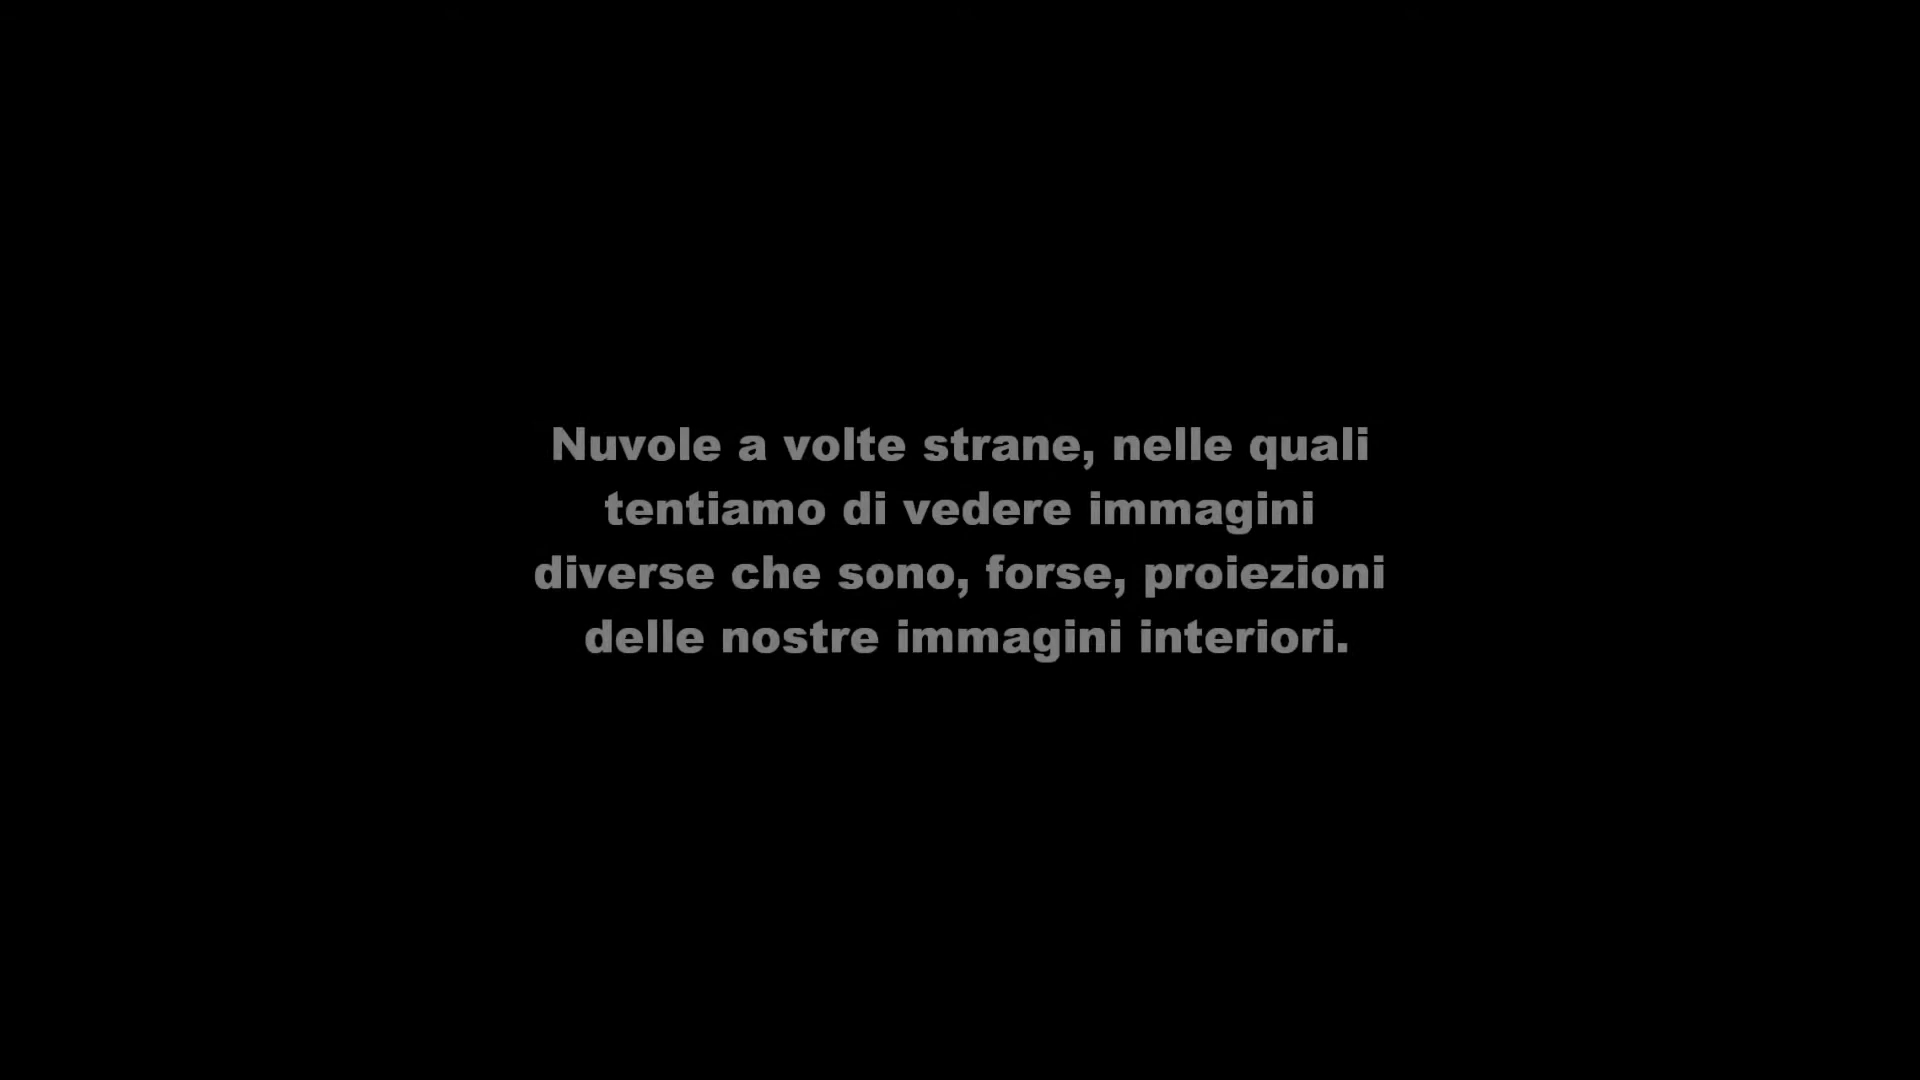 Nuvole a volte strane, nelle quali
tentiamo di vedere immagini
diverse che sono, forse, proiezioni
delle nostre immagini interiori.